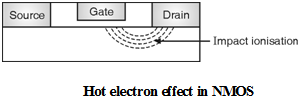 Source
Gate
Drain
Impact ionisation
Hot electron effect in NMOS